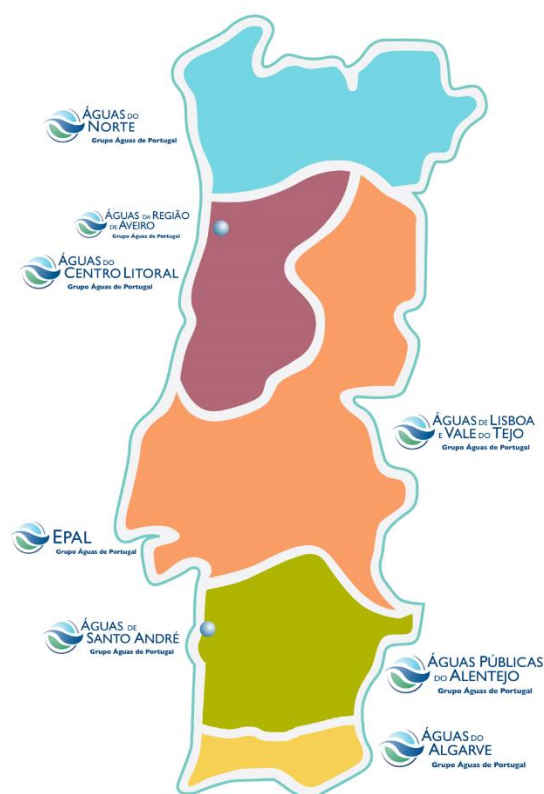 ÁGUAS DO
NORTE
Grupo Águas de Portugal
ÁGUAS DA REGIÃO
DE AVEIRO
Grupo Águas de Portugal
ÁGUAS DO
CENTRO LITORAL
Grupo Águas de Portugal
ÁGUAS DE LISBOA
E VALE DO TEJO
Grupo Águas de Portugal
EPAL
Grupo Águas de Portugal
ÁGUAS DE
SANTO ANDRÉ
Grupo Águas de Portugal
ÁGUAS PÚBLICAS
DO ALENTEJO
Grupo Águas de Portugal
ÁGUAS DO
ALGARVE
Grupo Águas de Portugal